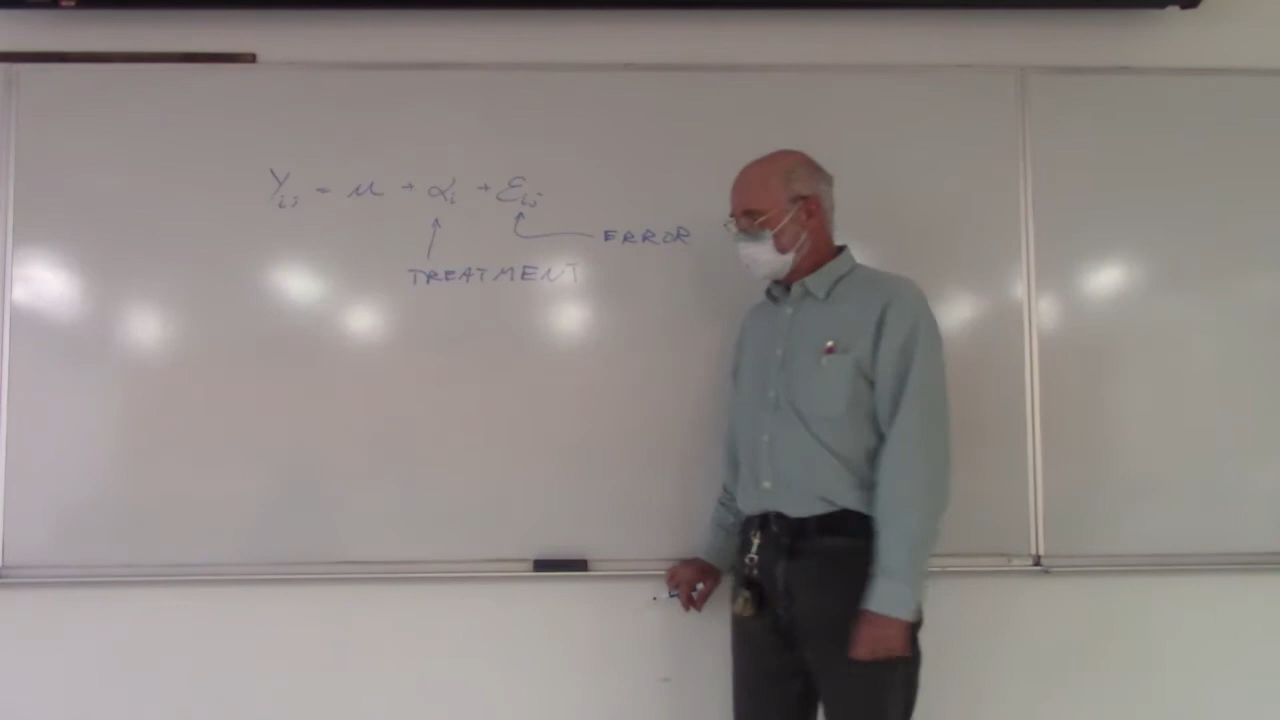 Yij = μ + αi + εij
ERROR
TREATMENT